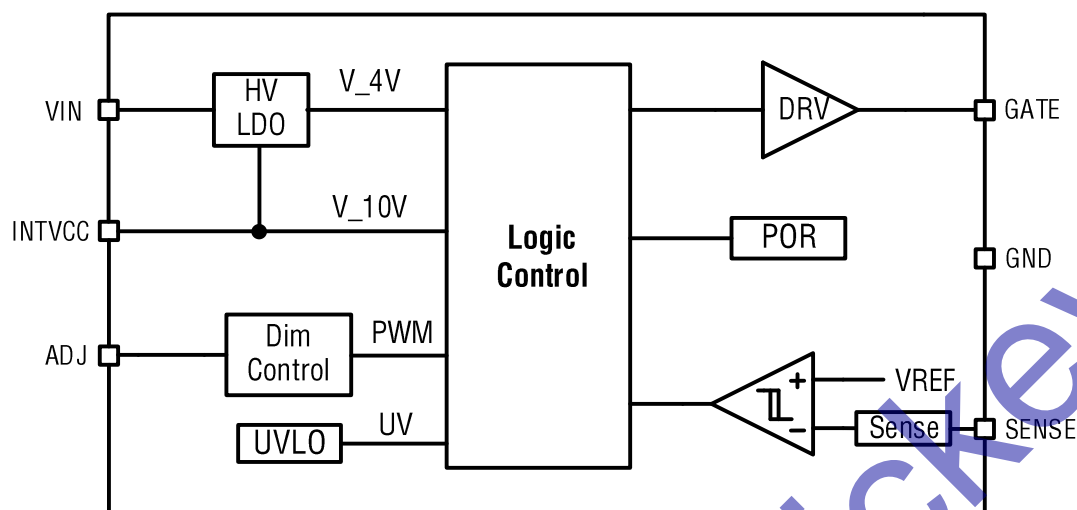 VIN
HV
LDO
V_4V
DRV
GATE
INTVCC
V_10V
Logic
Control
POR
GND
ADJ
Dim
Control
PWM
+
VREF
UVLO
UV
−
Sense
SENSE